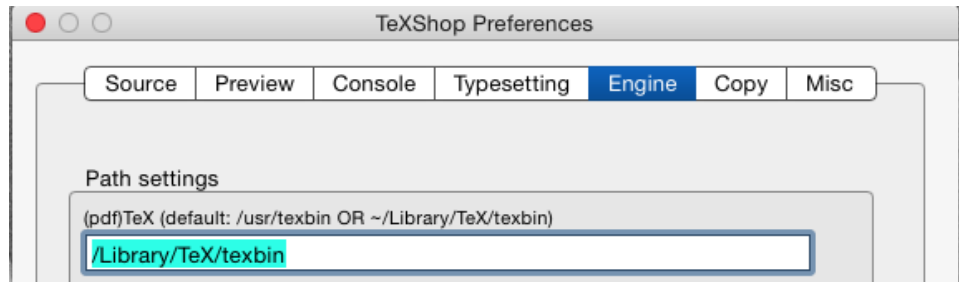 TeXShop Preferences
Source Preview Console Typesetting Engine Copy Misc
Path settings
(pdf)TeX (default: /usr/texbin OR ~/Library/TeX/texbin)
/Library/TeX/texbin